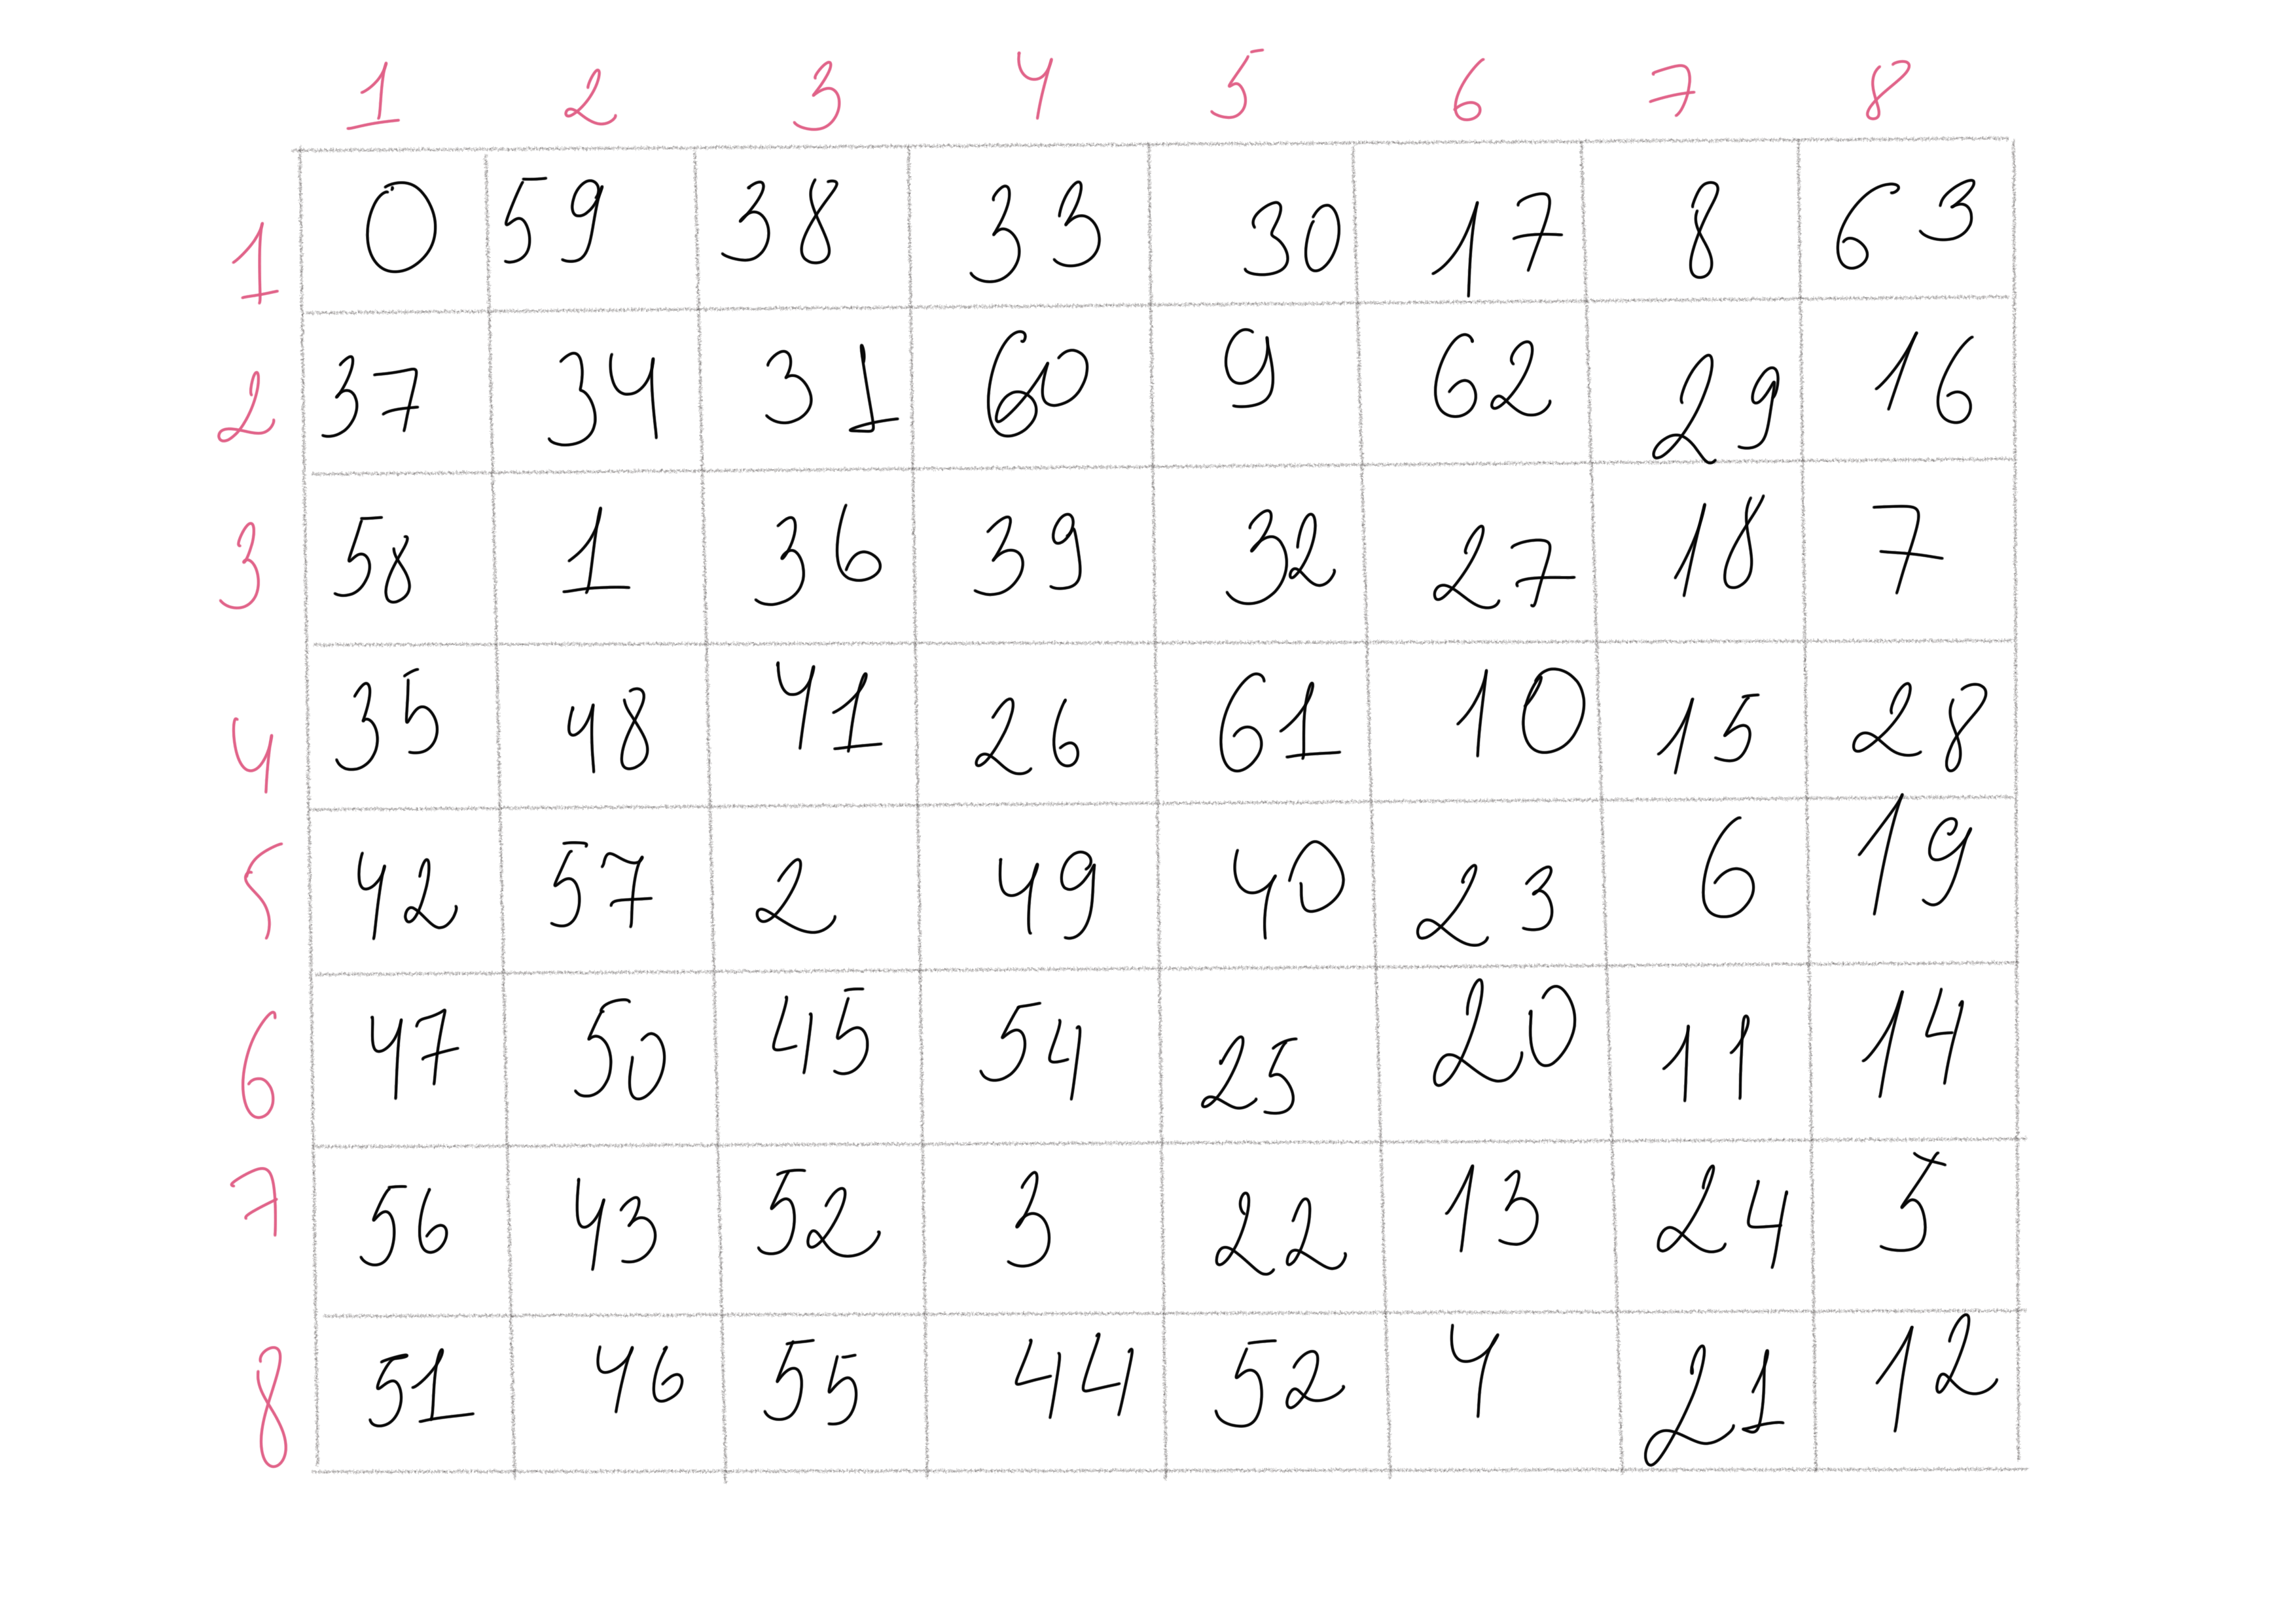 1 2 3 4 5 6 7 8
1 0 59 38 33 30 17 8 63
2 37 34 31 60 9 62 29 16
3 58 1 36 39 32 27 18 7
4 35 48 41 26 61 10 15 28
5 42 57 2 49 40 23 6 19
6 47 50 45 54 25 20 11 14
7 56 43 52 3 22 13 24 5
8 51 46 55 44 52 4 21 12